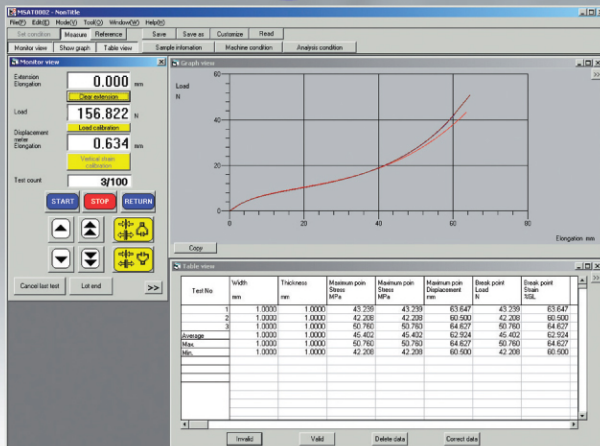 MSAT0002 - NonTitle
File(F) Edit(E) Mode(V) Tool(O) Window(W) Help(H)
Set condition Measure Reference Save Save as Customize Read
Monitor view Show graph Table view Sample infomation Machine condition Analysis condition
Monitor view
Extension
Elongation
0.000 mm
Clear extension
Load
156.822 N
Load calibration
Displacement
meter
Elongation
0.634 mm
Vertical strain
calibration
Test count
3/100
START STOP RETURN
Cancel last test Lot end >>
Graph view
>>
Load
N
60
40
20
0
0 20 40 60 80
Elongation mm
Copy
Table view
>>
Test No Width mm Thickness mm Maximum poin Stress MPa Maximum poin Stress MPa Maximum poin Displacement mm Break point Load N Break point Strain %GL
1 1.0000 1.0000 43.239 43.239 63.647 43.239 63.647
2 1.0000 1.0000 42.208 42.208 60.500 42.208 60.500
3 1.0000 1.0000 50.760 50.760 64.627 50.760 64.627
Average 1.0000 1.0000 45.402 45.402 62.924 45.402 62.924
Max. 1.0000 1.0000 50.760 50.760 64.627 50.760 64.627
Min. 1.0000 1.0000 42.208 42.208 60.500 42.208 60.500
Invalid Valid Delete data Correct data